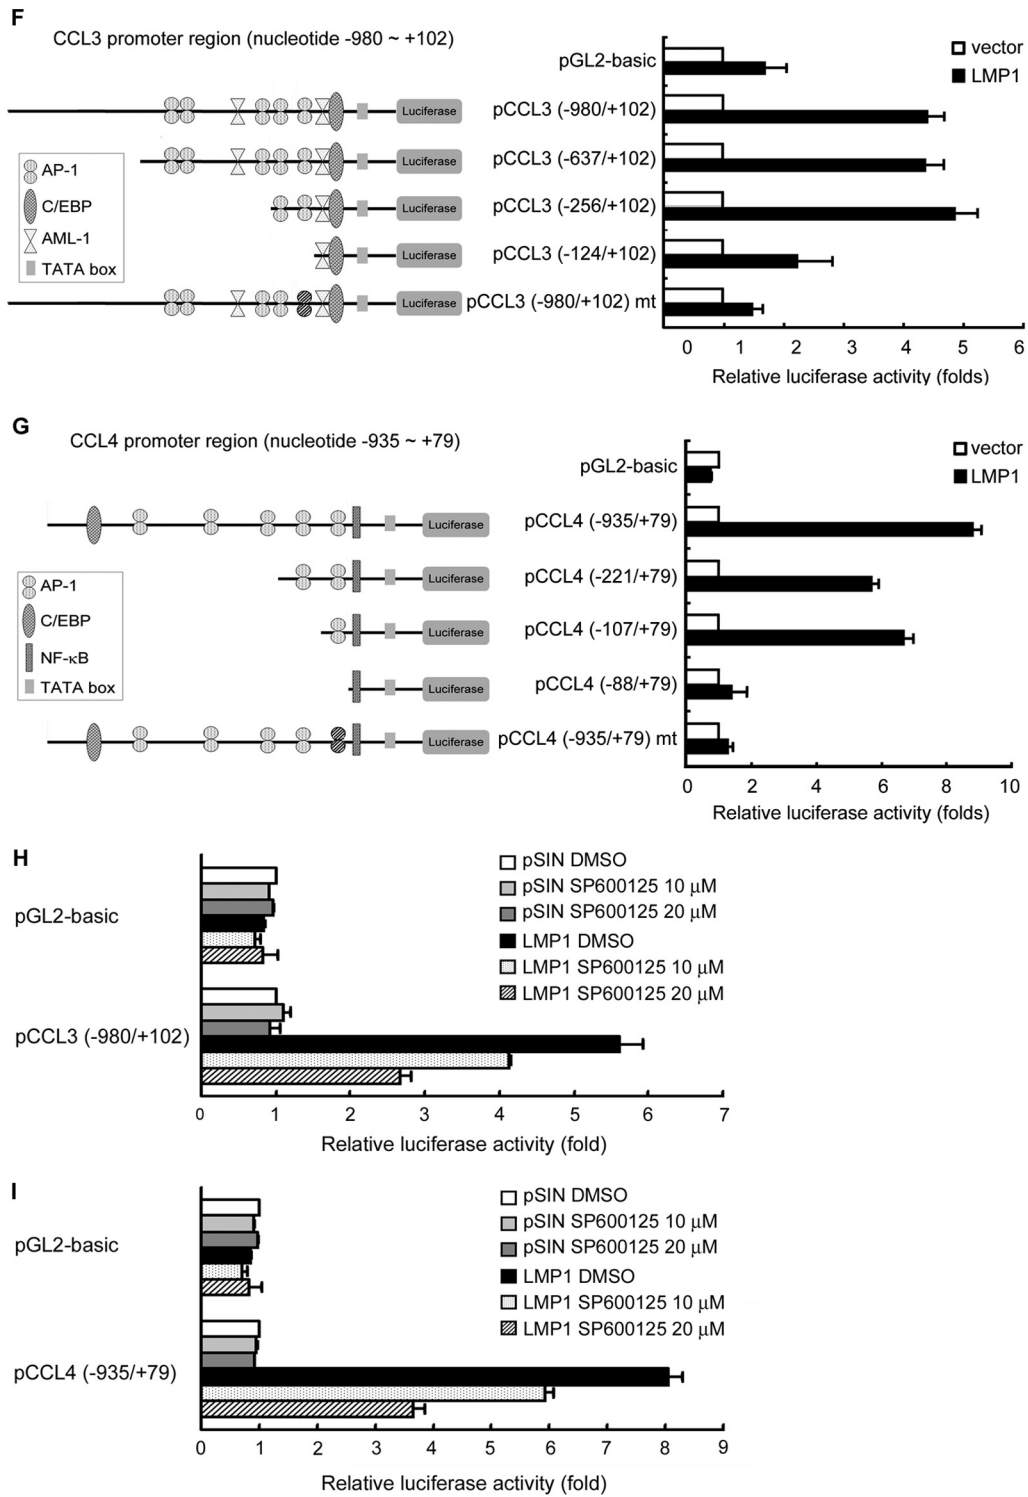 F
CCL3 promoter region (nucleotide -980 ~ +102)
vector
LMP1
pGL2-basic
Luciferase
pCCL3 (-980/+102)
Luciferase
pCCL3 (-637/+102)
Luciferase
pCCL3 (-256/+102)
Luciferase
pCCL3 (-124/+102)
Luciferase
pCCL3 (-980/+102) mt
AP-1
C/EBP
AML-1
TATA box
0 1 2 3 4 5 6
Relative luciferase activity (folds)
G
CCL4 promoter region (nucleotide -935 ~ +79)
vector
LMP1
pGL2-basic
Luciferase
pCCL4 (-935/+79)
Luciferase
pCCL4 (-221/+79)
Luciferase
pCCL4 (-107/+79)
Luciferase
pCCL4 (-88/+79)
Luciferase
pCCL4 (-935/+79) mt
AP-1
C/EBP
NF-κB
TATA box
0 2 4 6 8 10
Relative luciferase activity (folds)
H
pSIN DMSO
pSIN SP600125 10 μM
pSIN SP600125 20 μM
LMP1 DMSO
LMP1 SP600125 10 μM
LMP1 SP600125 20 μM
pGL2-basic
pCCL3 (-980/+102)
0 1 2 3 4 5 6 7
Relative luciferase activity (fold)
I
pSIN DMSO
pSIN SP600125 10 μM
pSIN SP600125 20 μM
LMP1 DMSO
LMP1 SP600125 10 μM
LMP1 SP600125 20 μM
pGL2-basic
pCCL4 (-935/+79)
0 1 2 3 4 5 6 7 8 9
Relative luciferase activity (fold)